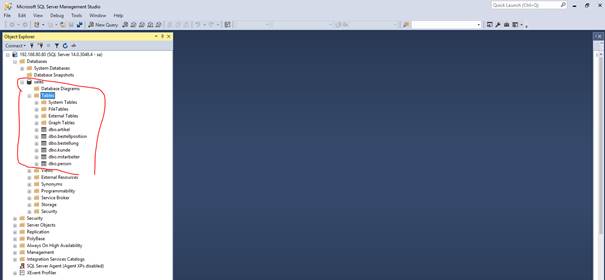 Microsoft SQL Server Management Studio
Quick Launch (Ctrl+Q)
File Edit View Debug Tools Window Help
New Query
Object Explorer
Connect
192.168.80.80 (SQL Server 14.0.3048.4 - sa)
Databases
System Databases
Database Snapshots
Database Diagrams
Tables
System Tables
FileTables
External Tables
Graph Tables
dbo.artikel
dbo.bestellposition
dbo.bestellung
dbo.kunde
dbo.mitarbeiter
dbo.person
Views
External Resources
Synonyms
Programmability
Service Broker
Storage
Security
Security
Server Objects
Replication
PolyBase
Always On High Availability
Management
Integration Services Catalogs
SQL Server Agent (Agent XPs disabled)
XEvent Profiler